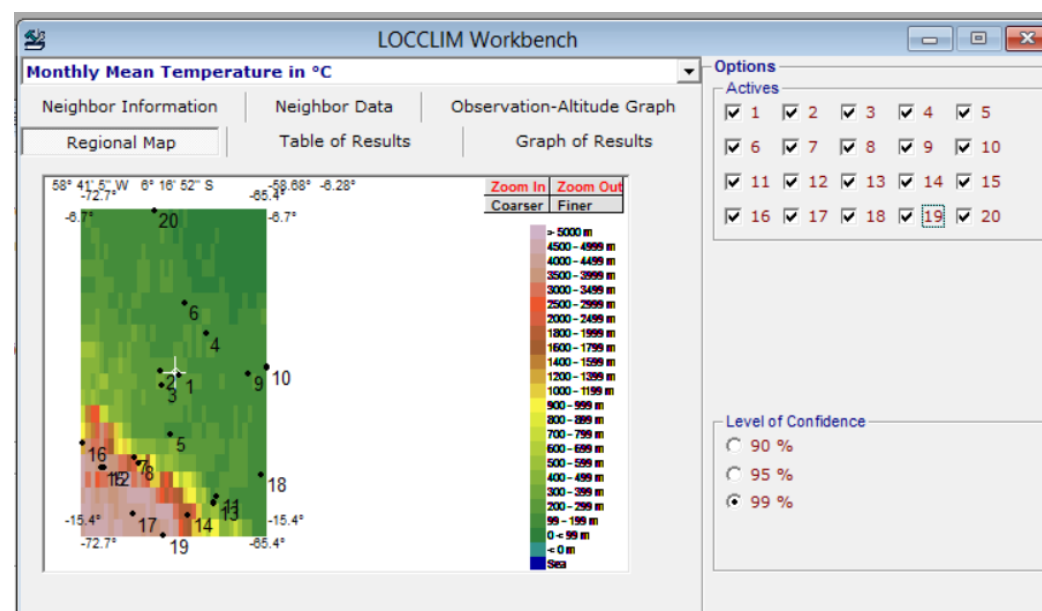 LOCCLIM Workbench
Monthly Mean Temperature in °C
Neighbor Information
Neighbor Data
Observation-Altitude Graph
Regional Map
Table of Results
Graph of Results
58° 41' 5" W 6° 16' 52" S
-58.68° -6.28°
-72.7°
-65.4°
-6.7°
-6.7°
20
6
4
2
1
3
9
10
5
16
7
8
15
12
18
11
13
17
14
19
-15.4°
-15.4°
-72.7°
-65.4°
Zoom In
Zoom Out
Coarser
Finer
> 5000 m
4500 - 4999 m
4000 - 4499 m
3500 - 3999 m
3000 - 3499 m
2500 - 2999 m
2000 - 2499 m
1800 - 1999 m
1600 - 1799 m
1400 - 1599 m
1200 - 1399 m
1000 - 1199 m
900 - 999 m
800 - 899 m
700 - 799 m
600 - 699 m
500 - 599 m
400 - 499 m
300 - 399 m
200 - 299 m
99 - 199 m
0 < 99 m
< 0 m
Sea
Options
Actives
1 2 3 4 5
6 7 8 9 10
11 12 13 14 15
16 17 18 19 20
Level of Confidence
90 %
95 %
99 %